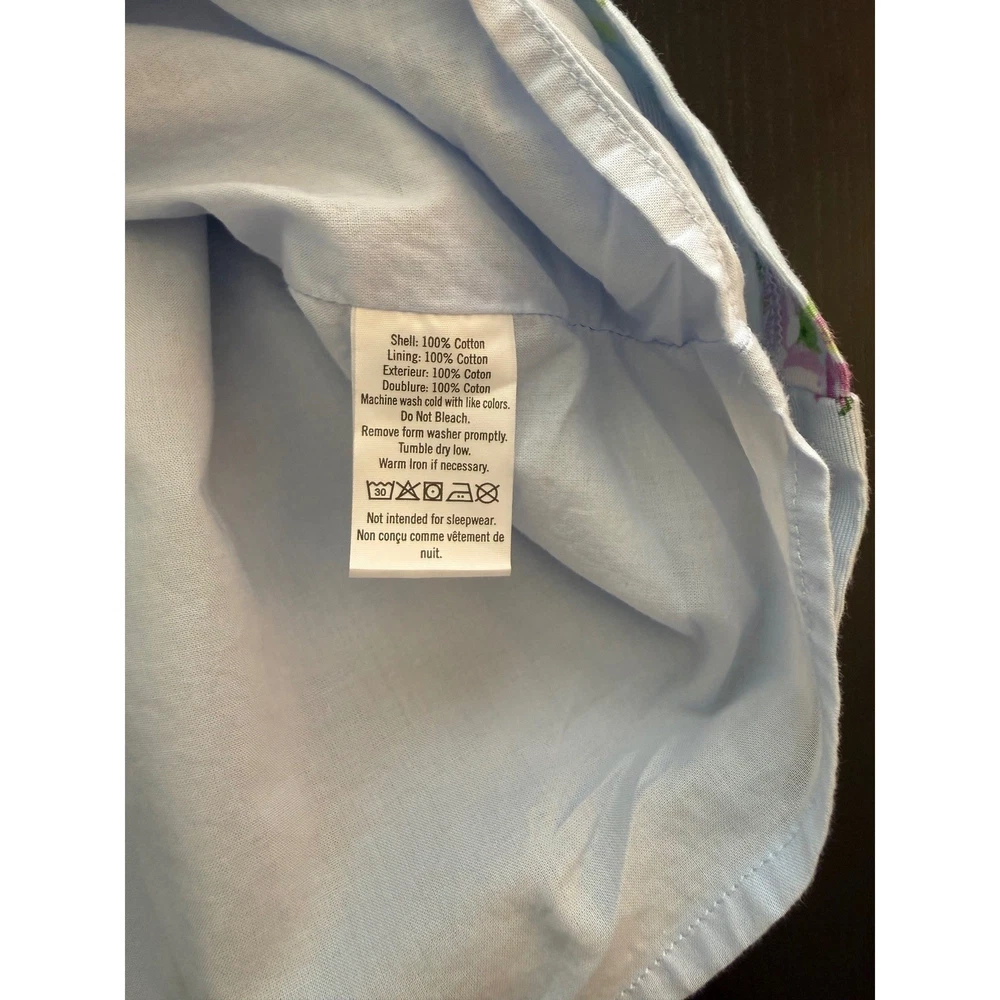 Shell: 100% Cotton
Lining: 100% Cotton
Exterieur: 100% Coton
Doublure: 100% Coton
Machine wash cold with like colors.
Do Not Bleach.
Remove form washer promptly.
Tumble dry low.
Warm Iron if necessary.
30
Not intended for sleepwear.
Non conçu comme vêtement de
nuit.